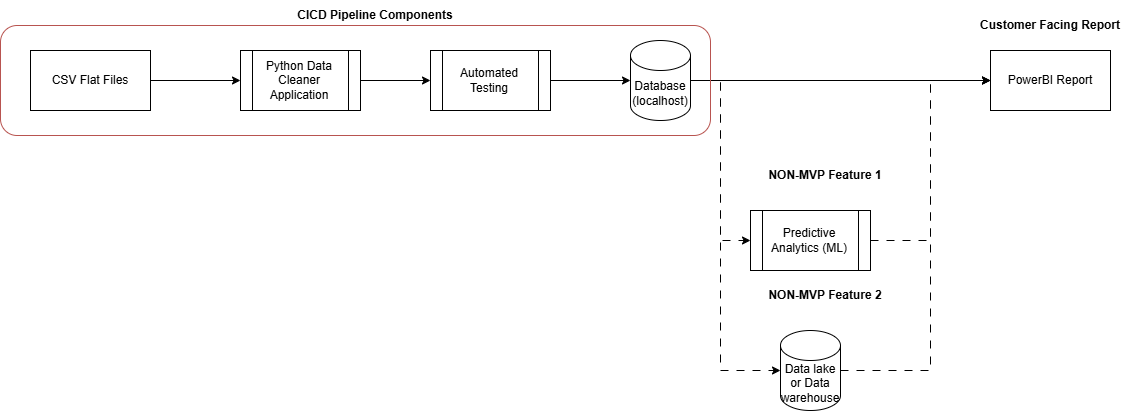 CICD Pipeline Components
Customer Facing Report
CSV Flat Files
Python Data
Cleaner
Application
Automated
Testing
Database
(localhost)
PowerBI Report
NON-MVP Feature 1
Predictive
Analytics (ML)
NON-MVP Feature 2
Data lake
or Data
warehouse